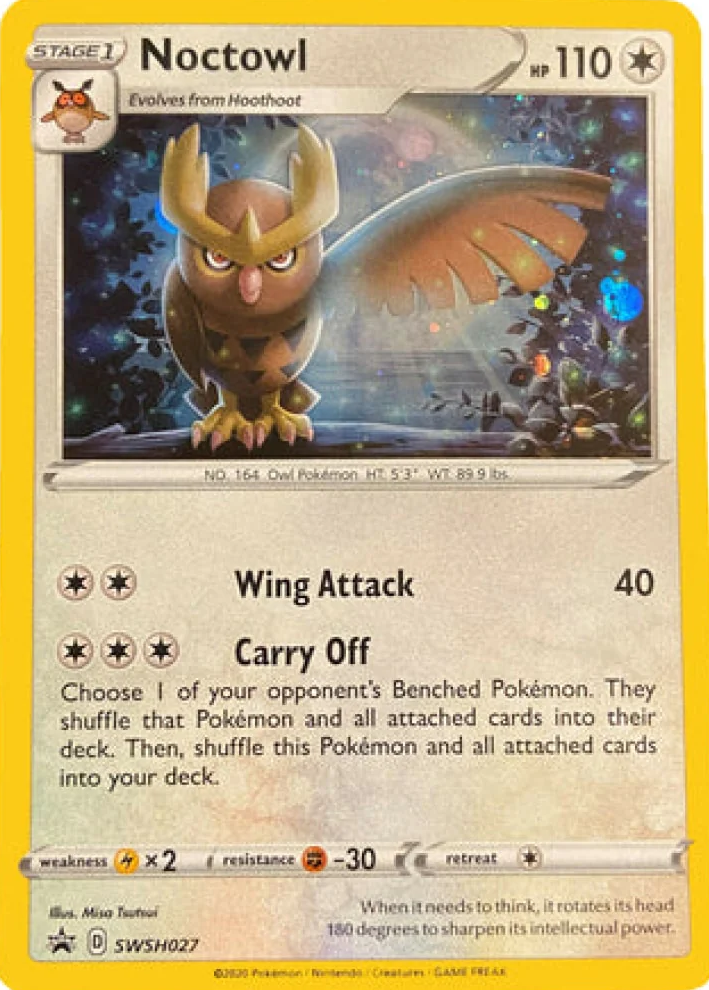 STAGE 1
Noctowl
HP 110
Evolves from Hoothoot
NO. 164 Owl Pokémon HT: 5'3" WT: 89.9 lbs.
Wing Attack 40
Carry Off
Choose 1 of your opponent's Benched Pokémon. They
shuffle that Pokémon and all attached cards into their
deck. Then, shuffle this Pokémon and all attached cards
into your deck.
weakness ×2 resistance -30 retreat
Illus. Misa Tsutsui
When it needs to think, it rotates its head
180 degrees to sharpen its intellectual power.
D SWSH027
©2020 Pokémon / Nintendo / Creatures / GAME FREAK